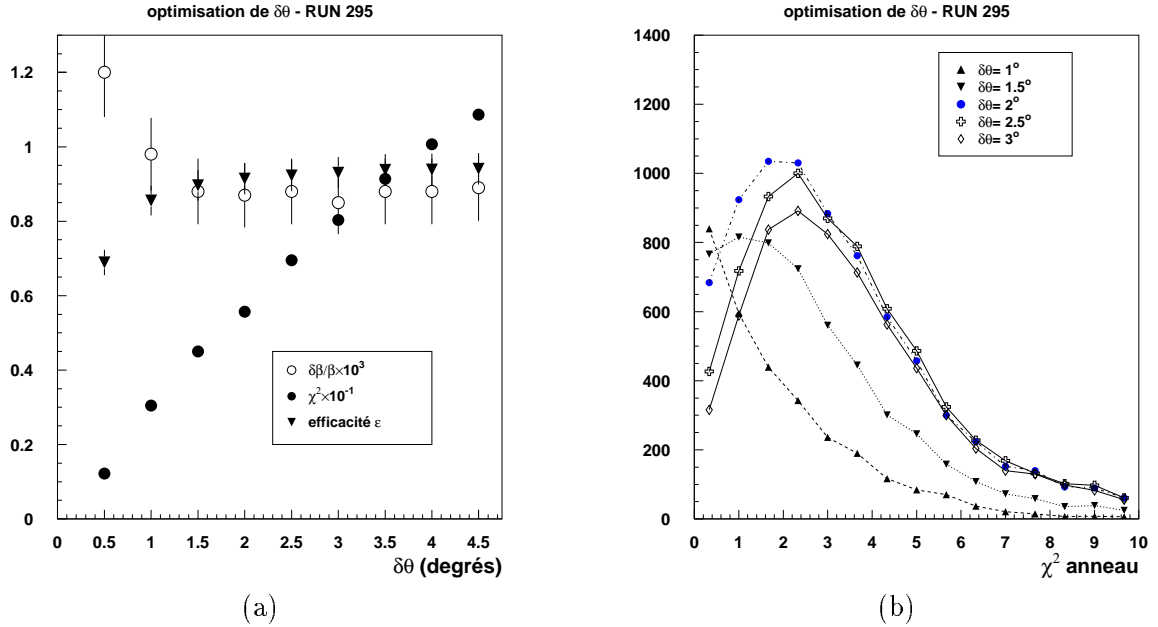 optimisation de δθ - RUN 295
1.2
1
0.8
0.6
0.4
0.2
0
0 0.5 1 1.5 2 2.5 3 3.5 4 4.5
δθ (degrés)
δβ/β×10³
χ²×10⁻¹
efficacité ε
(a)
optimisation de δθ - RUN 295
1400
1200
1000
800
600
400
200
0
0 1 2 3 4 5 6 7 8 9 10
χ² anneau
δθ= 1°
δθ= 1.5°
δθ= 2°
δθ= 2.5°
δθ= 3°
(b)